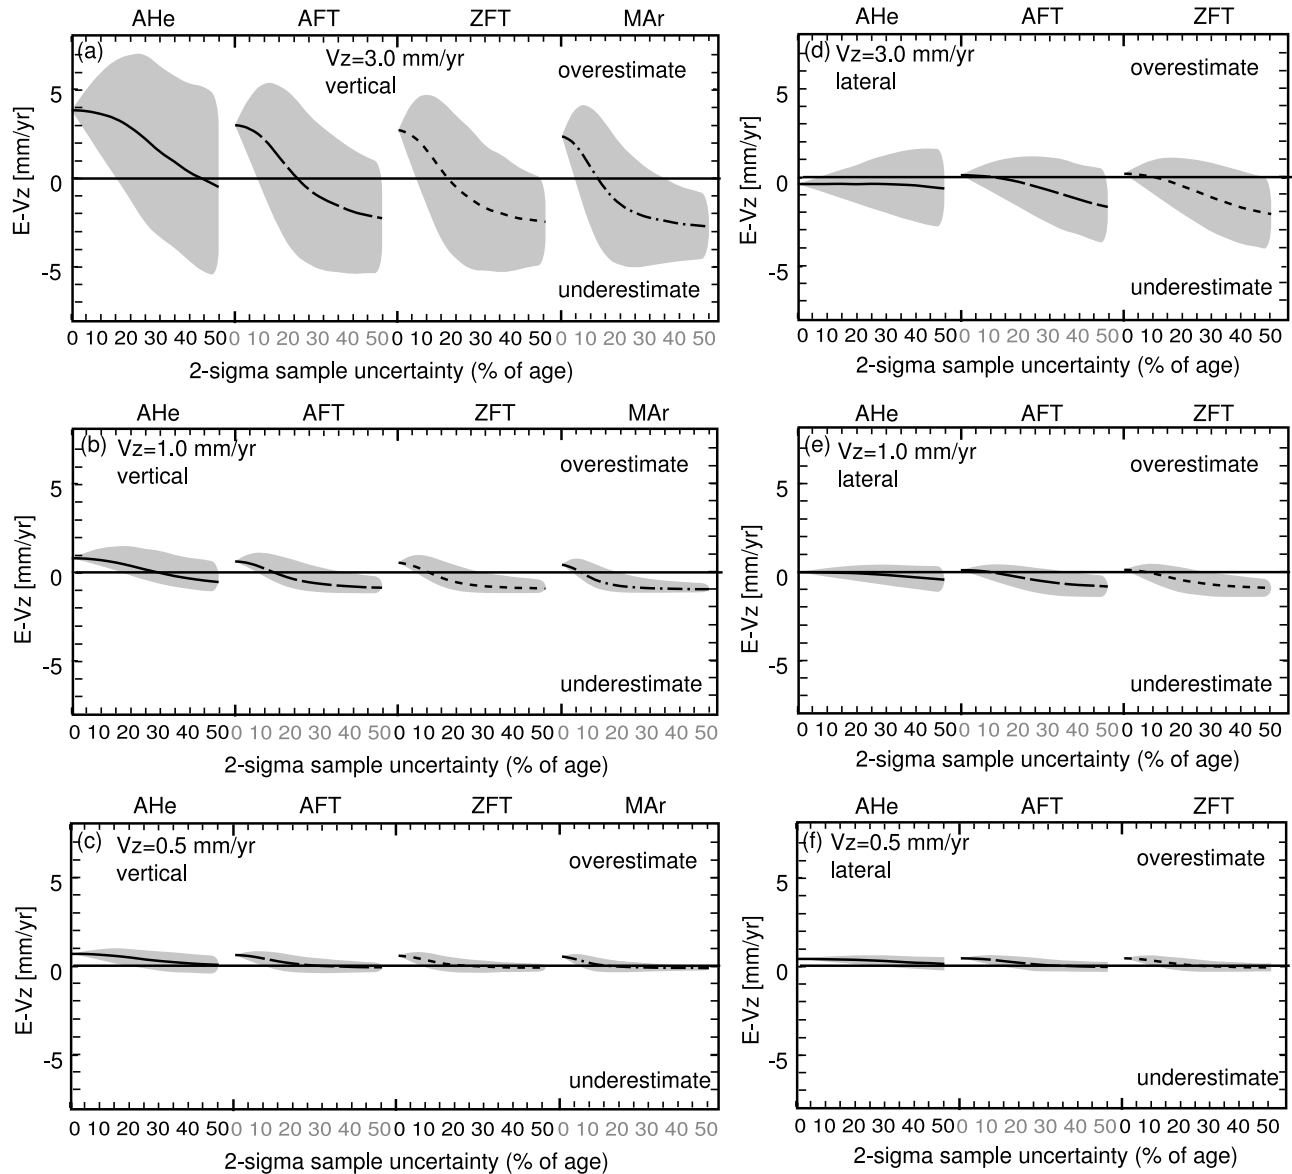 AHe AFT ZFT MAr
(a) Vz=3.0 mm/yr
vertical
overestimate
5
0
-5
E-Vz [mm/yr]
underestimate
0 10 20 30 40 50 0 10 20 30 40 50 0 10 20 30 40 50 0 10 20 30 40 50
2-sigma sample uncertainty (% of age)
AHe AFT ZFT
(d) Vz=3.0 mm/yr
lateral
overestimate
5
0
-5
E-Vz [mm/yr]
underestimate
0 10 20 30 40 50 0 10 20 30 40 50 0 10 20 30 40 50
2-sigma sample uncertainty (% of age)
AHe AFT ZFT MAr
(b) Vz=1.0 mm/yr
vertical
overestimate
5
0
-5
E-Vz [mm/yr]
underestimate
0 10 20 30 40 50 0 10 20 30 40 50 0 10 20 30 40 50 0 10 20 30 40 50
2-sigma sample uncertainty (% of age)
AHe AFT ZFT
(e) Vz=1.0 mm/yr
lateral
overestimate
5
0
-5
E-Vz [mm/yr]
underestimate
0 10 20 30 40 50 0 10 20 30 40 50 0 10 20 30 40 50
2-sigma sample uncertainty (% of age)
AHe AFT ZFT MAr
(c) Vz=0.5 mm/yr
vertical
overestimate
5
0
-5
E-Vz [mm/yr]
underestimate
0 10 20 30 40 50 0 10 20 30 40 50 0 10 20 30 40 50 0 10 20 30 40 50
2-sigma sample uncertainty (% of age)
AHe AFT ZFT
(f) Vz=0.5 mm/yr
lateral
overestimate
5
0
-5
E-Vz [mm/yr]
underestimate
0 10 20 30 40 50 0 10 20 30 40 50 0 10 20 30 40 50
2-sigma sample uncertainty (% of age)